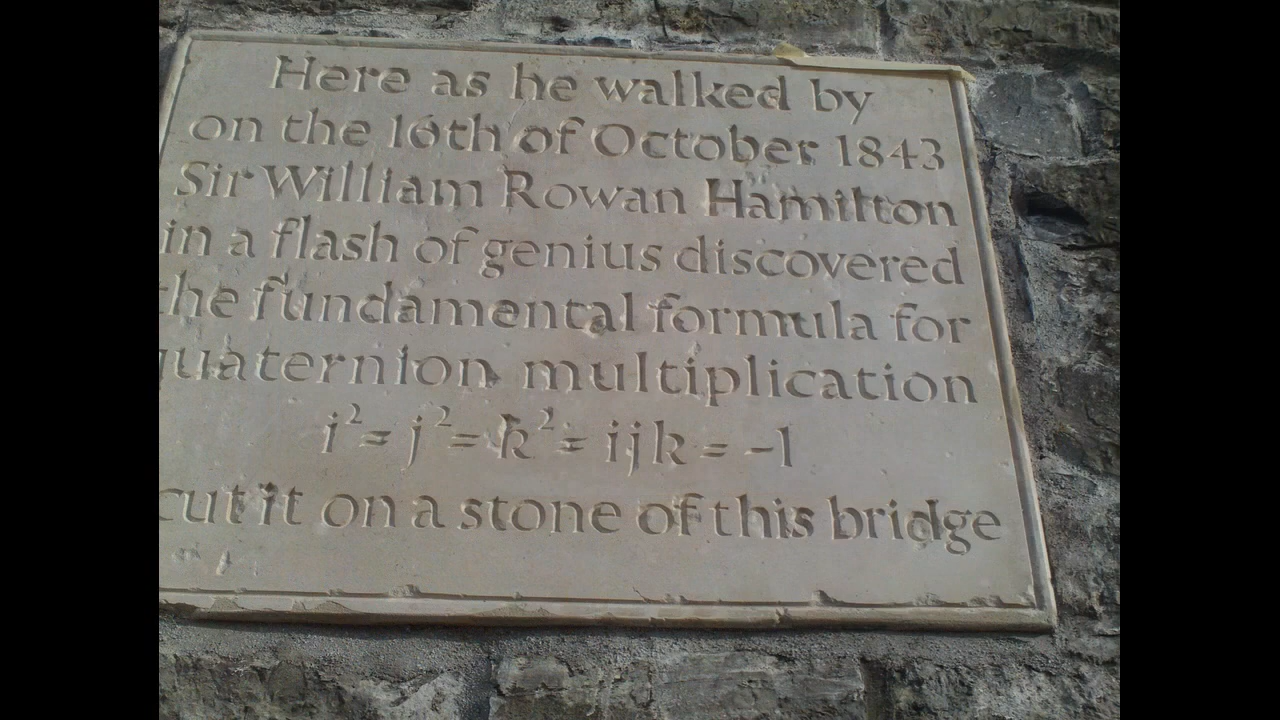 Here as he walked by
on the 16th of October 1843
Sir William Rowan Hamilton
in a flash of genius discovered
the fundamental formula for
quaternion multiplication
i² = j² = k² = ijk = -1
cut it on a stone of this bridge